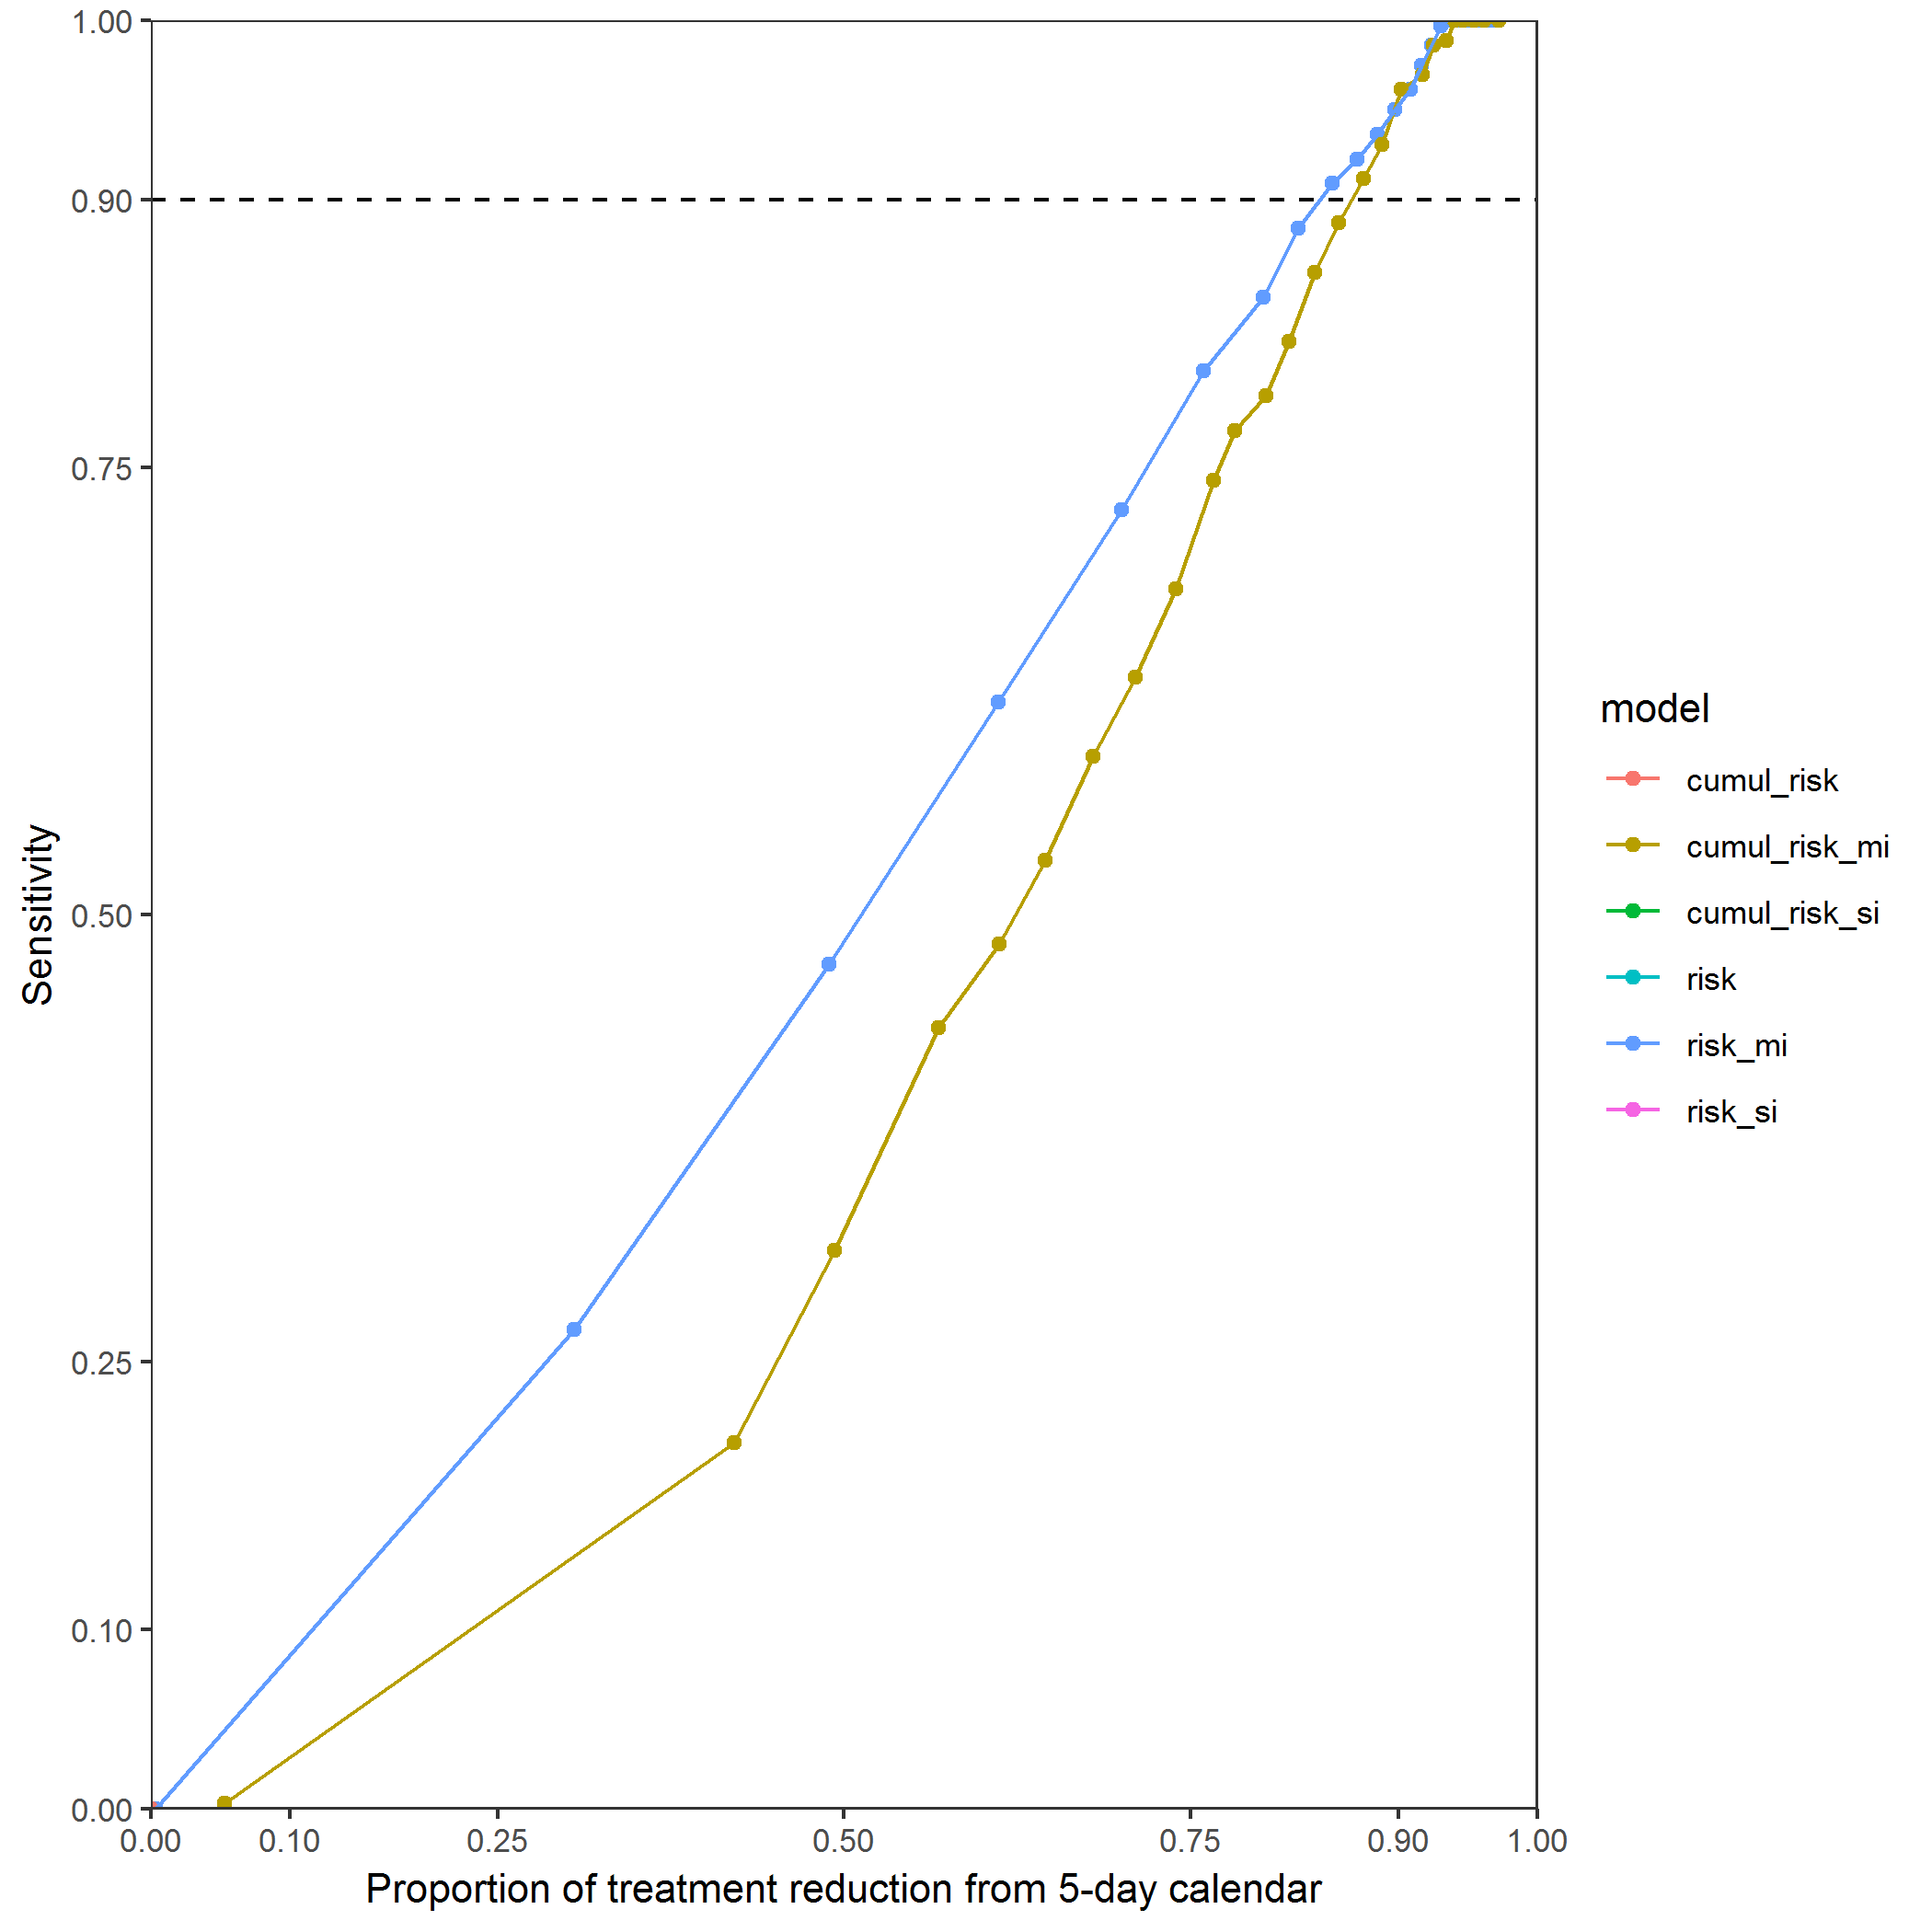 1.00
0.90
0.75
0.50
0.25
0.10
0.00
Sensitivity
0.00 0.10 0.25 0.50 0.75 0.90 1.00
Proportion of treatment reduction from 5-day calendar
model
cumul_risk
cumul_risk_mi
cumul_risk_si
risk
risk_mi
risk_si